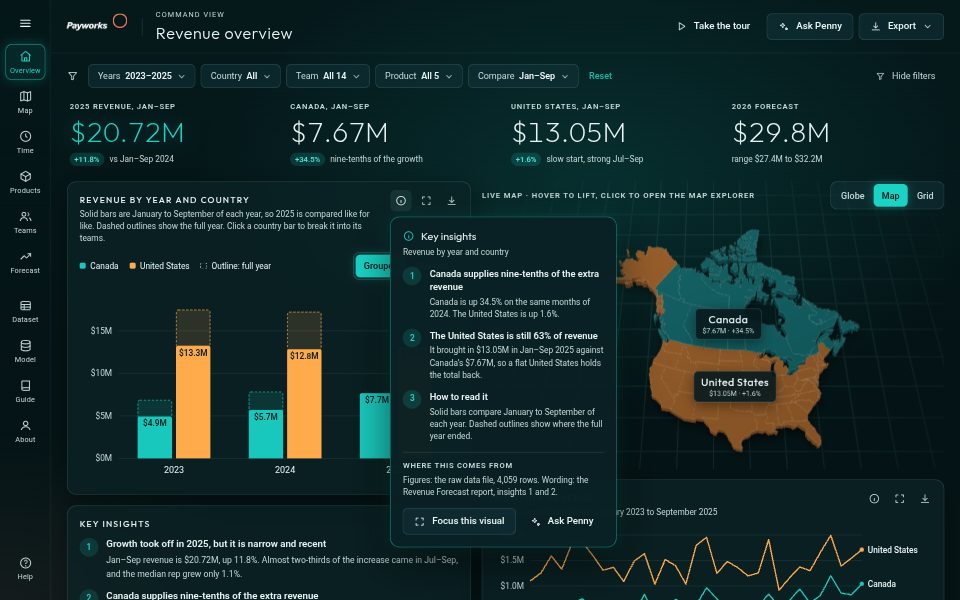 Payworks
COMMAND VIEW
Revenue overview
Take the tour
Ask Penny
Export
Overview
Map
Time
Products
Teams
Forecast
Dataset
Model
Guide
About
Help
Years 2023–2025
Country All
Team All 14
Product All 5
Compare Jan–Sep
Reset
Hide filters
2025 REVENUE, JAN–SEP
$20.72M
+11.8% vs Jan–Sep 2024
CANADA, JAN–SEP
$7.67M
+34.5% nine-tenths of the growth
UNITED STATES, JAN–SEP
$13.05M
+1.6% slow start, strong Jul–Sep
2026 FORECAST
$29.8M
range $27.4M to $32.2M
REVENUE BY YEAR AND COUNTRY
Solid bars are January to September of each year, so 2025 is compared like for
like. Dashed outlines show the full year. Click a country bar to break it into its
teams.
Canada
United States
Outline: full year
Groupe
$15M
$10M
$5M
$0M
$4.9M
$13.3M
$5.7M
$12.8M
$7.7M
2023
2024
2
Key insights
Revenue by year and country
1
Canada supplies nine-tenths of the extra
revenue
Canada is up 34.5% on the same months of
2024. The United States is up 1.6%.
2
The United States is still 63% of revenue
It brought in $13.05M in Jan–Sep 2025 against
Canada's $7.67M, so a flat United States holds
the total back.
3
How to read it
Solid bars compare January to September of
each year. Dashed outlines show where the full
year ended.
WHERE THIS COMES FROM
Figures: the raw data file, 4,059 rows. Wording: the
Revenue Forecast report, insights 1 and 2.
Focus this visual
Ask Penny
LIVE MAP · HOVER TO LIFT, CLICK TO OPEN THE MAP EXPLORER
Globe
Map
Grid
Canada
$7.67M · +34.5%
United States
$13.05M · +1.6%
KEY INSIGHTS
1
Growth took off in 2025, but it is narrow and recent
Jan–Sep revenue is $20.72M, up 11.8%. Almost two-thirds of the increase came in Jul–Sep,
and the median rep grew only 1.1%.
2
Canada supplies nine-tenths of the extra revenue
ry 2023 to September 2025
$1.5M
$1.0M
United States
Canada